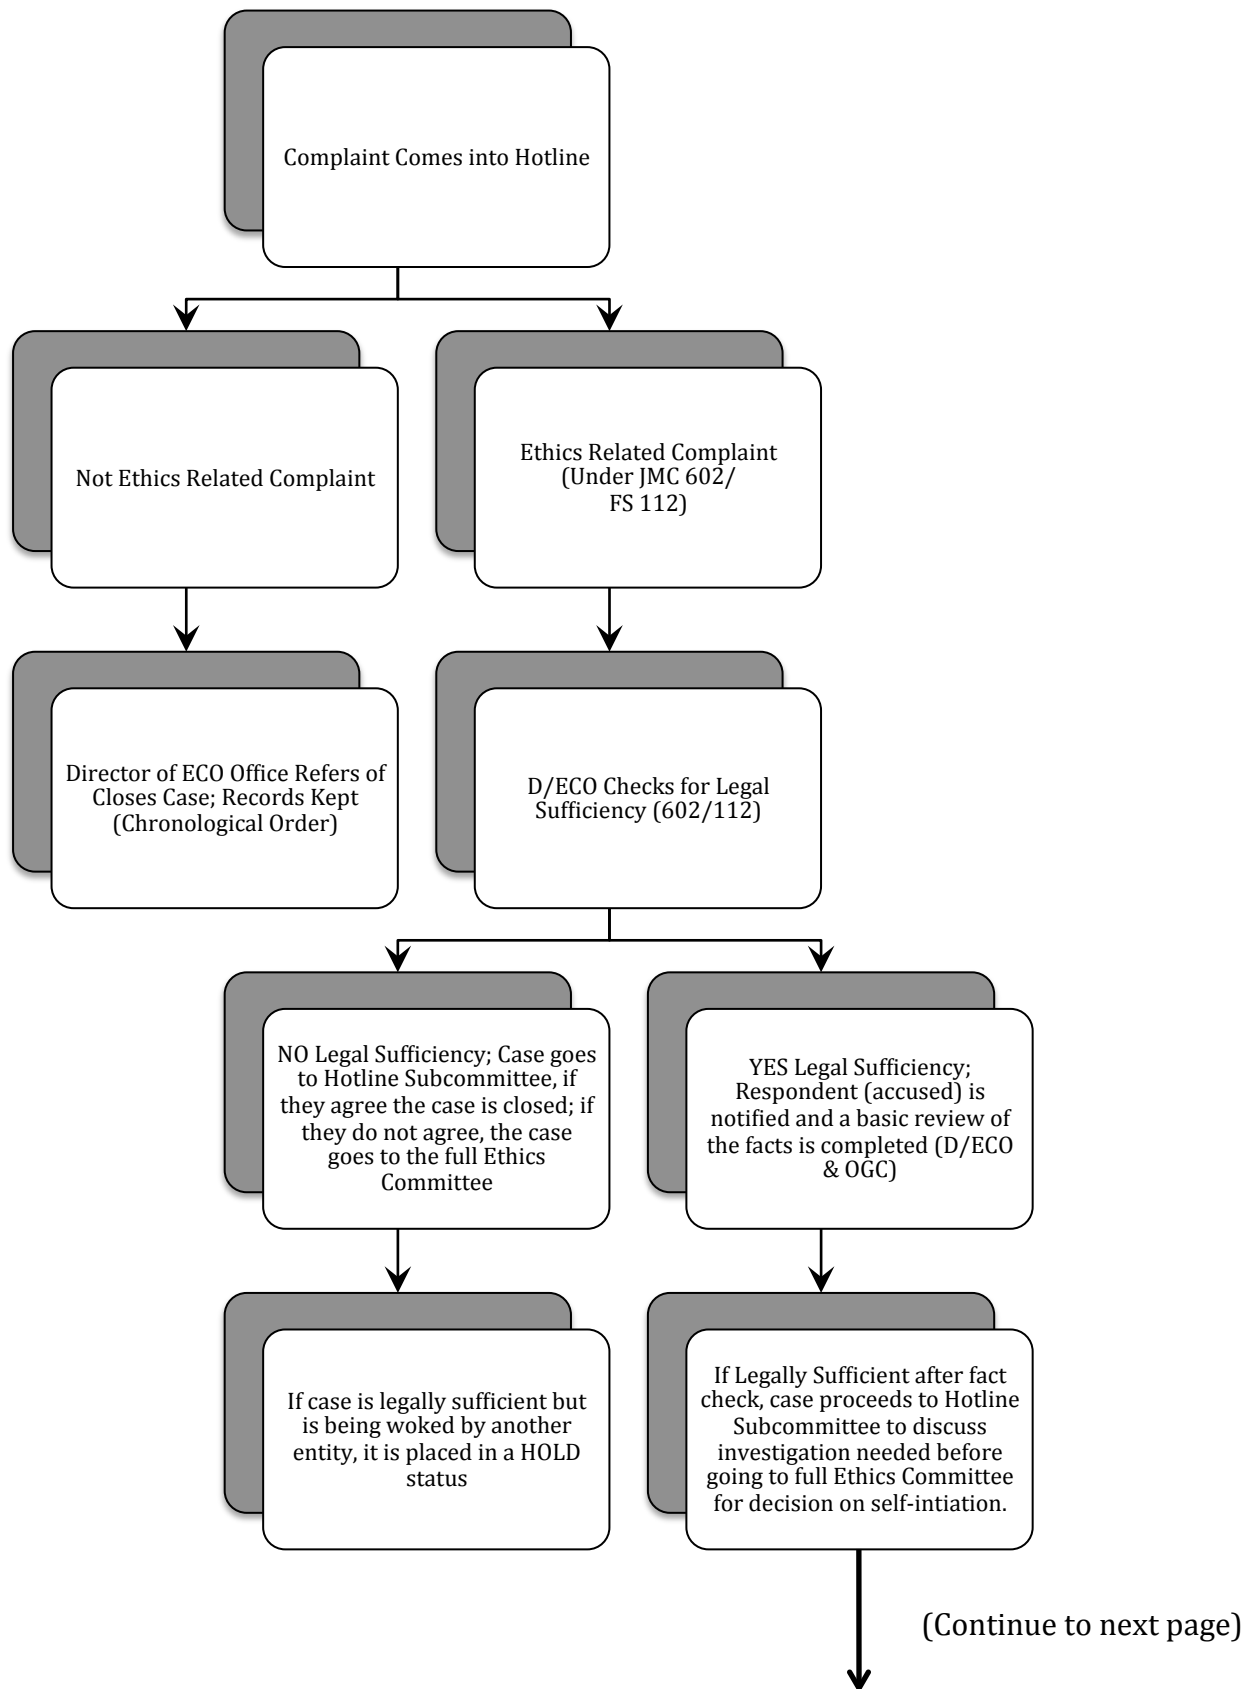 Complaint Comes into Hotline
Not Ethics Related Complaint
Ethics Related Complaint
(Under JMC 602/
FS 112)
Director of ECO Office Refers of
Closes Case; Records Kept
(Chronological Order)
D/ECO Checks for Legal
Sufficiency (602/112)
NO Legal Sufficiency; Case goes
to Hotline Subcommittee, if
they agree the case is closed; if
they do not agree, the case
goes to the full Ethics
Committee
YES Legal Sufficiency;
Respondent (accused) is
notified and a basic review of
the facts is completed (D/ECO
& OGC)
If case is legally sufficient but
is being woked by another
entity, it is placed in a HOLD
status
If Legally Sufficient after fact
check, case proceeds to Hotline
Subcommittee to discuss
investigation needed before
going to full Ethics Committee
for decision on self-intiation.
(Continue to next page)